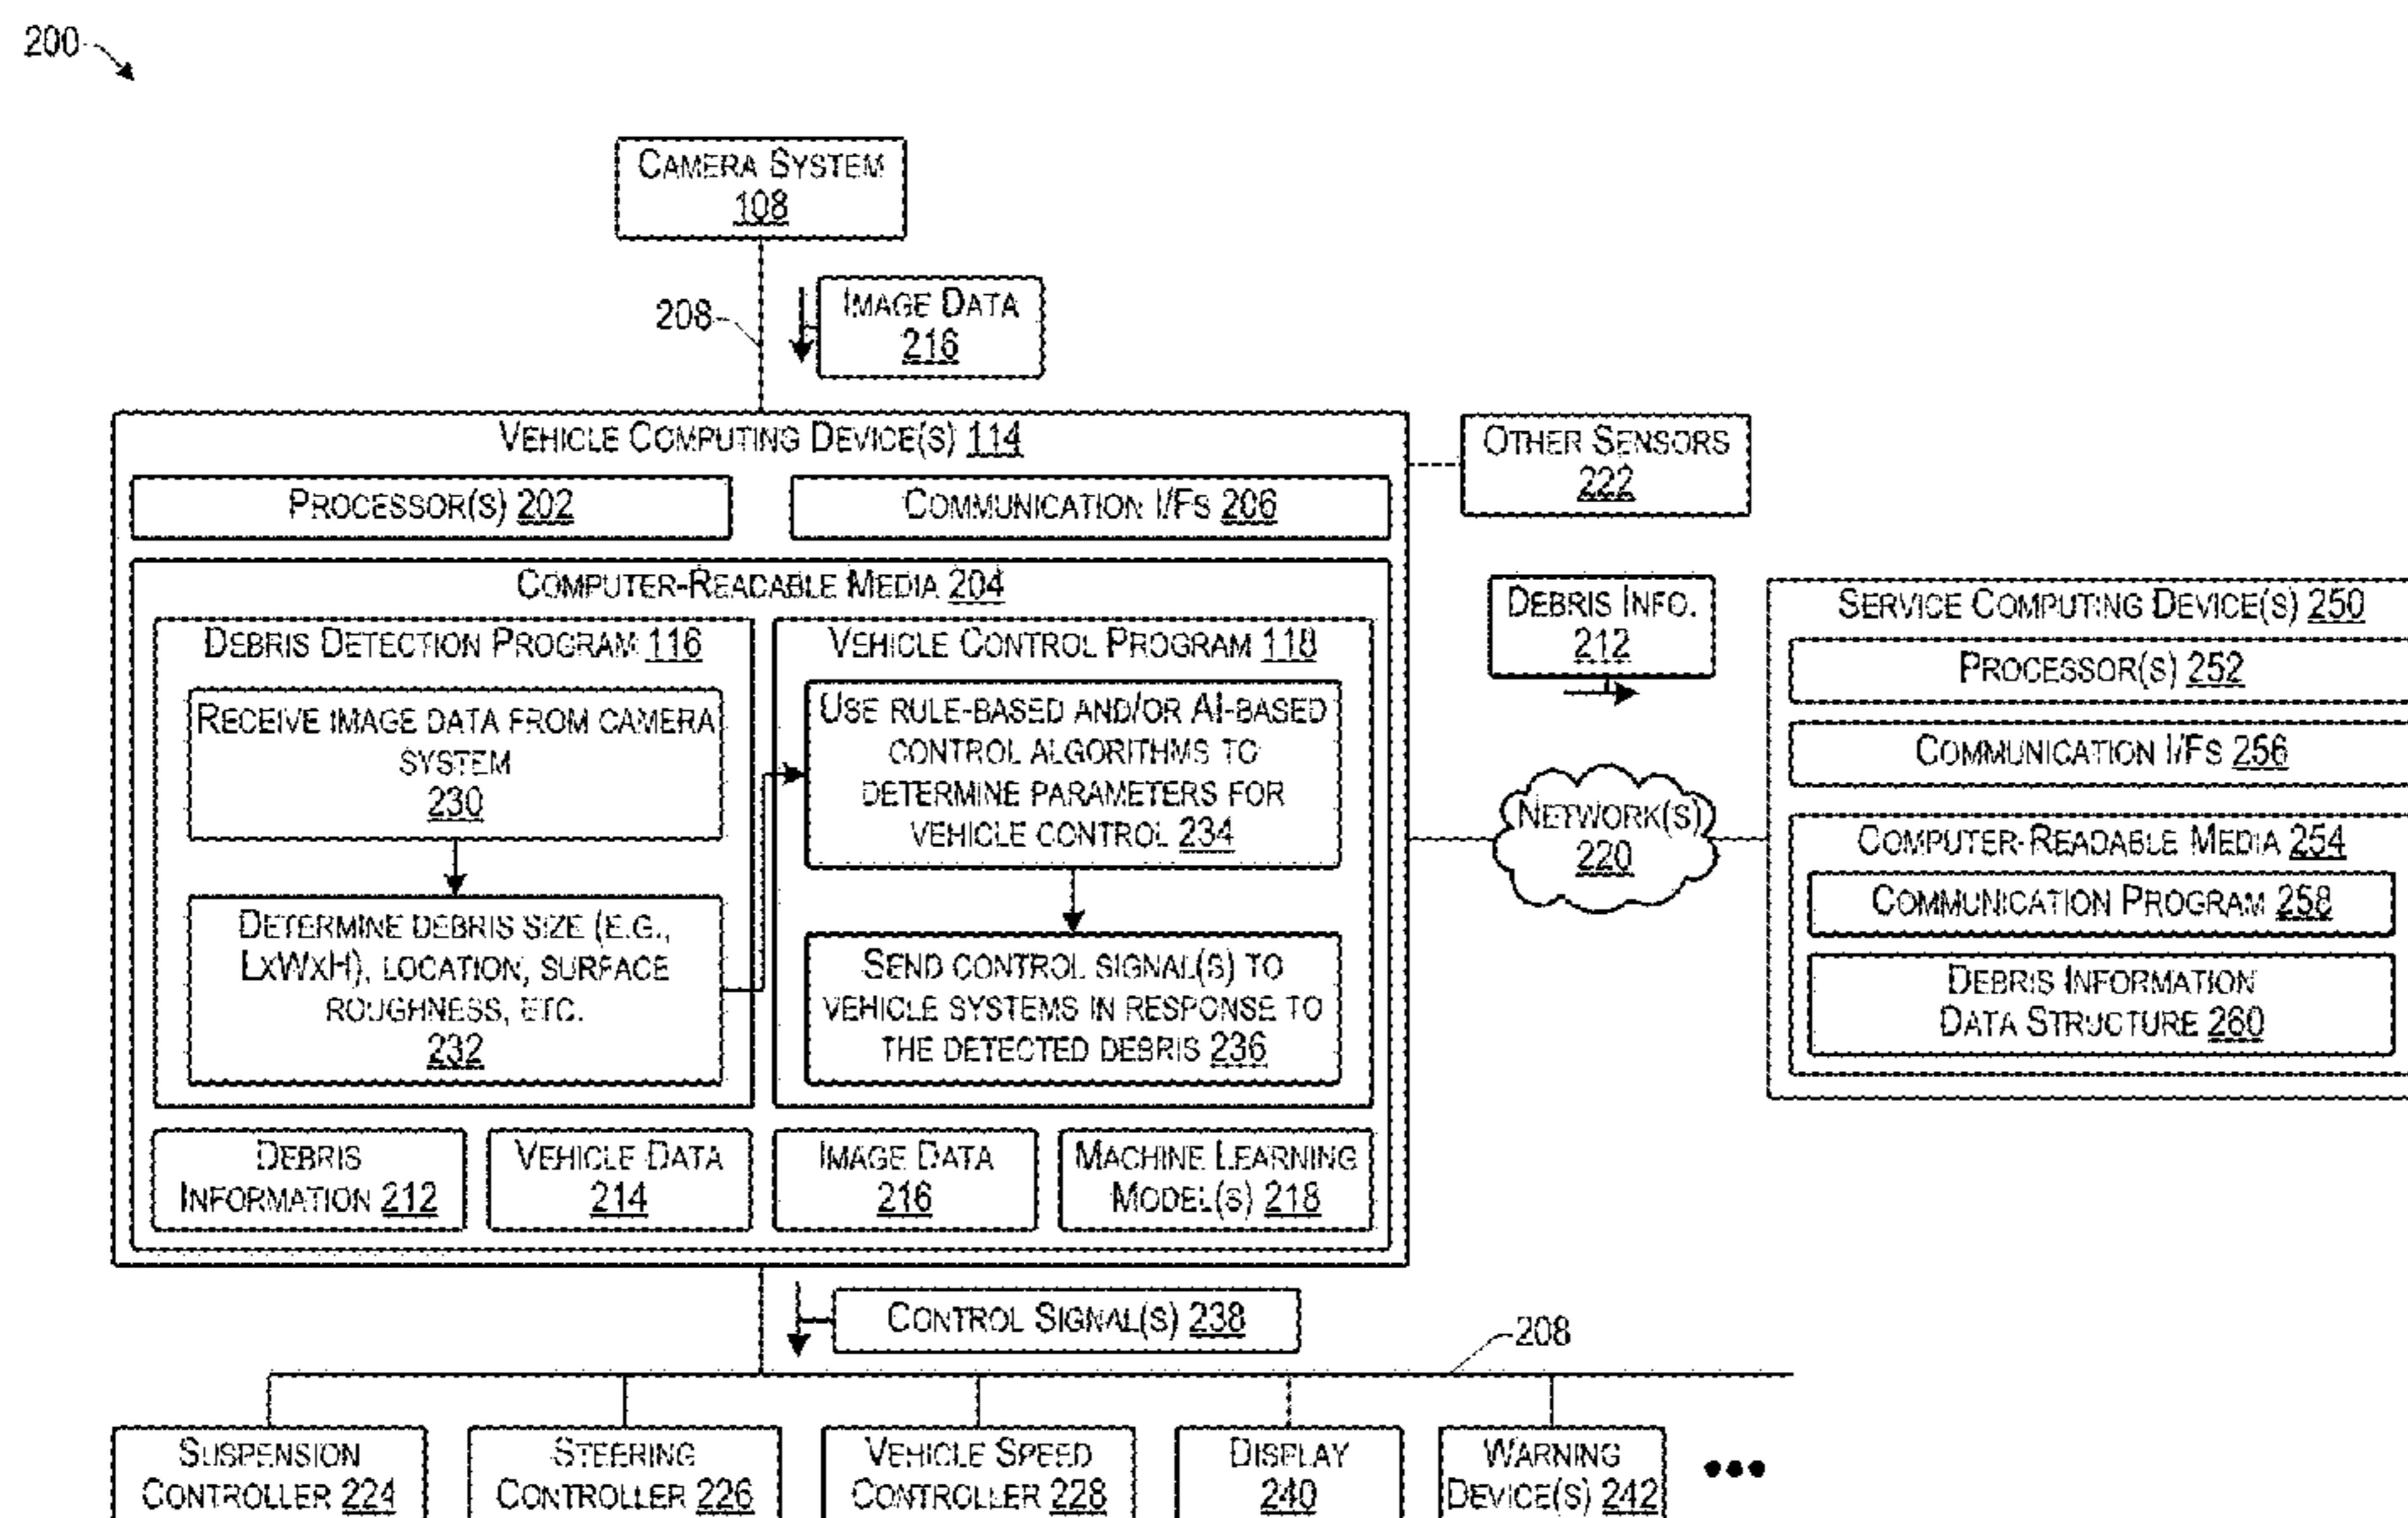 200
CAMERA SYSTEM
108
208
IMAGE DATA
216
VEHICLE COMPUTING DEVICE(S) 114
PROCESSOR(S) 202
COMMUNICATION I/FS 206
COMPUTER-READABLE MEDIA 204
DEBRIS DETECTION PROGRAM 116
RECEIVE IMAGE DATA FROM CAMERA
SYSTEM
230
DETERMINE DEBRIS SIZE (E.G.,
LXWXH), LOCATION, SURFACE
ROUGHNESS, ETC.
232
VEHICLE CONTROL PROGRAM 118
USE RULE-BASED AND/OR AI-BASED
CONTROL ALGORITHMS TO
DETERMINE PARAMETERS FOR
VEHICLE CONTROL 234
SEND CONTROL SIGNAL(S) TO
VEHICLE SYSTEMS IN RESPONSE TO
THE DETECTED DEBRIS 236
DEBRIS
INFORMATION 212
VEHICLE DATA
214
IMAGE DATA
216
MACHINE LEARNING
MODEL(S) 218
OTHER SENSORS
222
DEBRIS INFO.
212
NETWORK(S)
220
SERVICE COMPUTING DEVICE(S) 250
PROCESSOR(S) 252
COMMUNICATION I/FS 256
COMPUTER-READABLE MEDIA 254
COMMUNICATION PROGRAM 258
DEBRIS INFORMATION
DATA STRUCTURE 260
CONTROL SIGNAL(S) 238
208
SUSPENSION
CONTROLLER 224
STEERING
CONTROLLER 226
VEHICLE SPEED
CONTROLLER 228
DISPLAY
240
WARNING
DEVICE(S) 242
•••